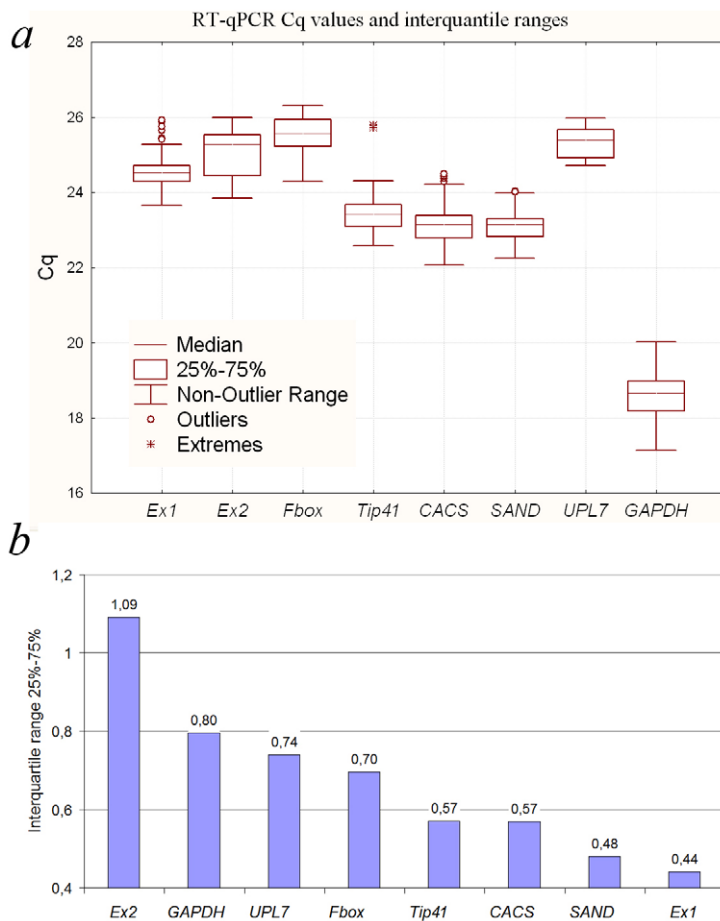 a
RT-qPCR Cq values and interquantile ranges
28
26
24
22
20
18
16
Cq
Median
25%-75%
Non-Outlier Range
Outliers
Extremes
Ex1 Ex2 Fbox Tip41 CACS SAND UPL7 GAPDH
b
Interquartile range 25%-75%
1,2
1
0,8
0,6
0,4
1,09
0,80
0,74
0,70
0,57
0,57
0,48
0,44
Ex2 GAPDH UPL7 Fbox Tip41 CACS SAND Ex1